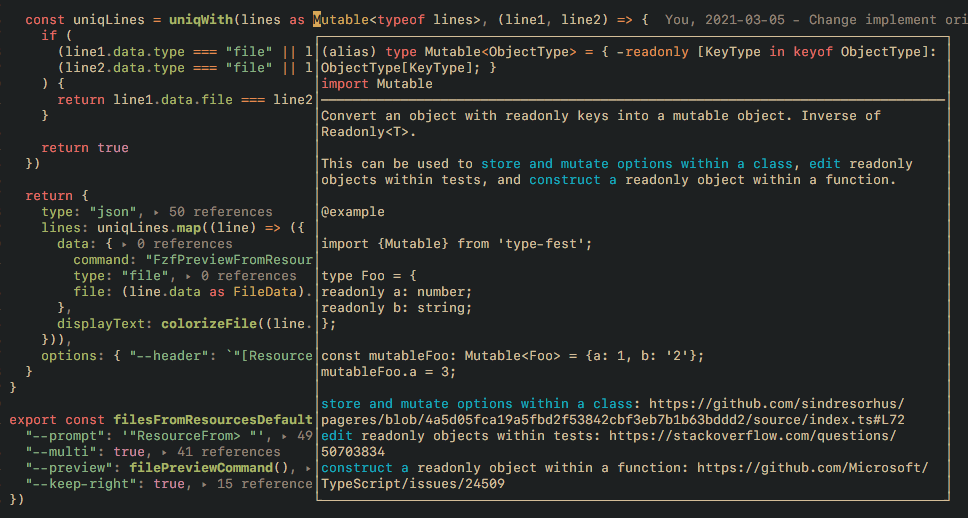 const uniqLines = uniqWith(lines as Mutable<typeof lines>, (line1, line2) => {  You, 2021-03-05 – Change implement ori
if (
(line1.data.type === "file" || l
(line2.data.type === "file" || l
) {
return line1.data.file === line2
}
return true
})
return {
type: "json", ‣ 50 references
lines: uniqLines.map((line) => ({
data: { ‣ 0 references
command: "FzfPreviewFromResour
type: "file", ‣ 0 references
file: (line.data as FileData).
},
displayText: colorizeFile((line.
})),
options: { "--header": `"[Resource
}
}
export const filesFromResourcesDefault
"--prompt": '"ResourceFrom> "', ‣ 49
"--multi": true, ‣ 41 references
"--preview": filePreviewCommand(), ‣
"--keep-right": true, ‣ 15 reference
})
(alias) type Mutable<ObjectType> = { -readonly [KeyType in keyof ObjectType]:
ObjectType[KeyType]; }
import Mutable
Convert an object with readonly keys into a mutable object. Inverse of
Readonly<T>.
This can be used to store and mutate options within a class, edit readonly
objects within tests, and construct a readonly object within a function.
@example
import {Mutable} from 'type-fest';
type Foo = {
readonly a: number;
readonly b: string;
};
const mutableFoo: Mutable<Foo> = {a: 1, b: '2'};
mutableFoo.a = 3;
store and mutate options within a class: https://github.com/sindresorhus/
pageres/blob/4a5d05fca19a5fbd2f53842cbf3eb7b1b63bddd2/source/index.ts#L72
edit readonly objects within tests: https://stackoverflow.com/questions/
50703834
construct a readonly object within a function: https://github.com/Microsoft/
TypeScript/issues/24509